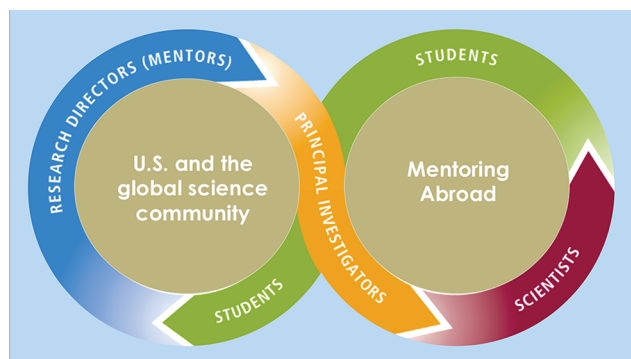 RESEARCH DIRECTORS (MENTORS)
U.S. and the
global science
community
STUDENTS
PRINCIPAL INVESTIGATORS
STUDENTS
Mentoring
Abroad
SCIENTISTS